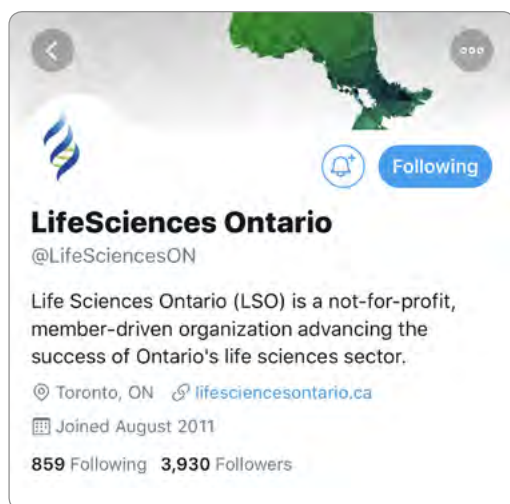 Following
LifeSciences Ontario
@LifeSciencesON
Life Sciences Ontario (LSO) is a not-for-profit,
member-driven organization advancing the
success of Ontario's life sciences sector.
Toronto, ON lifesciencesontario.ca
Joined August 2011
859 Following 3,930 Followers